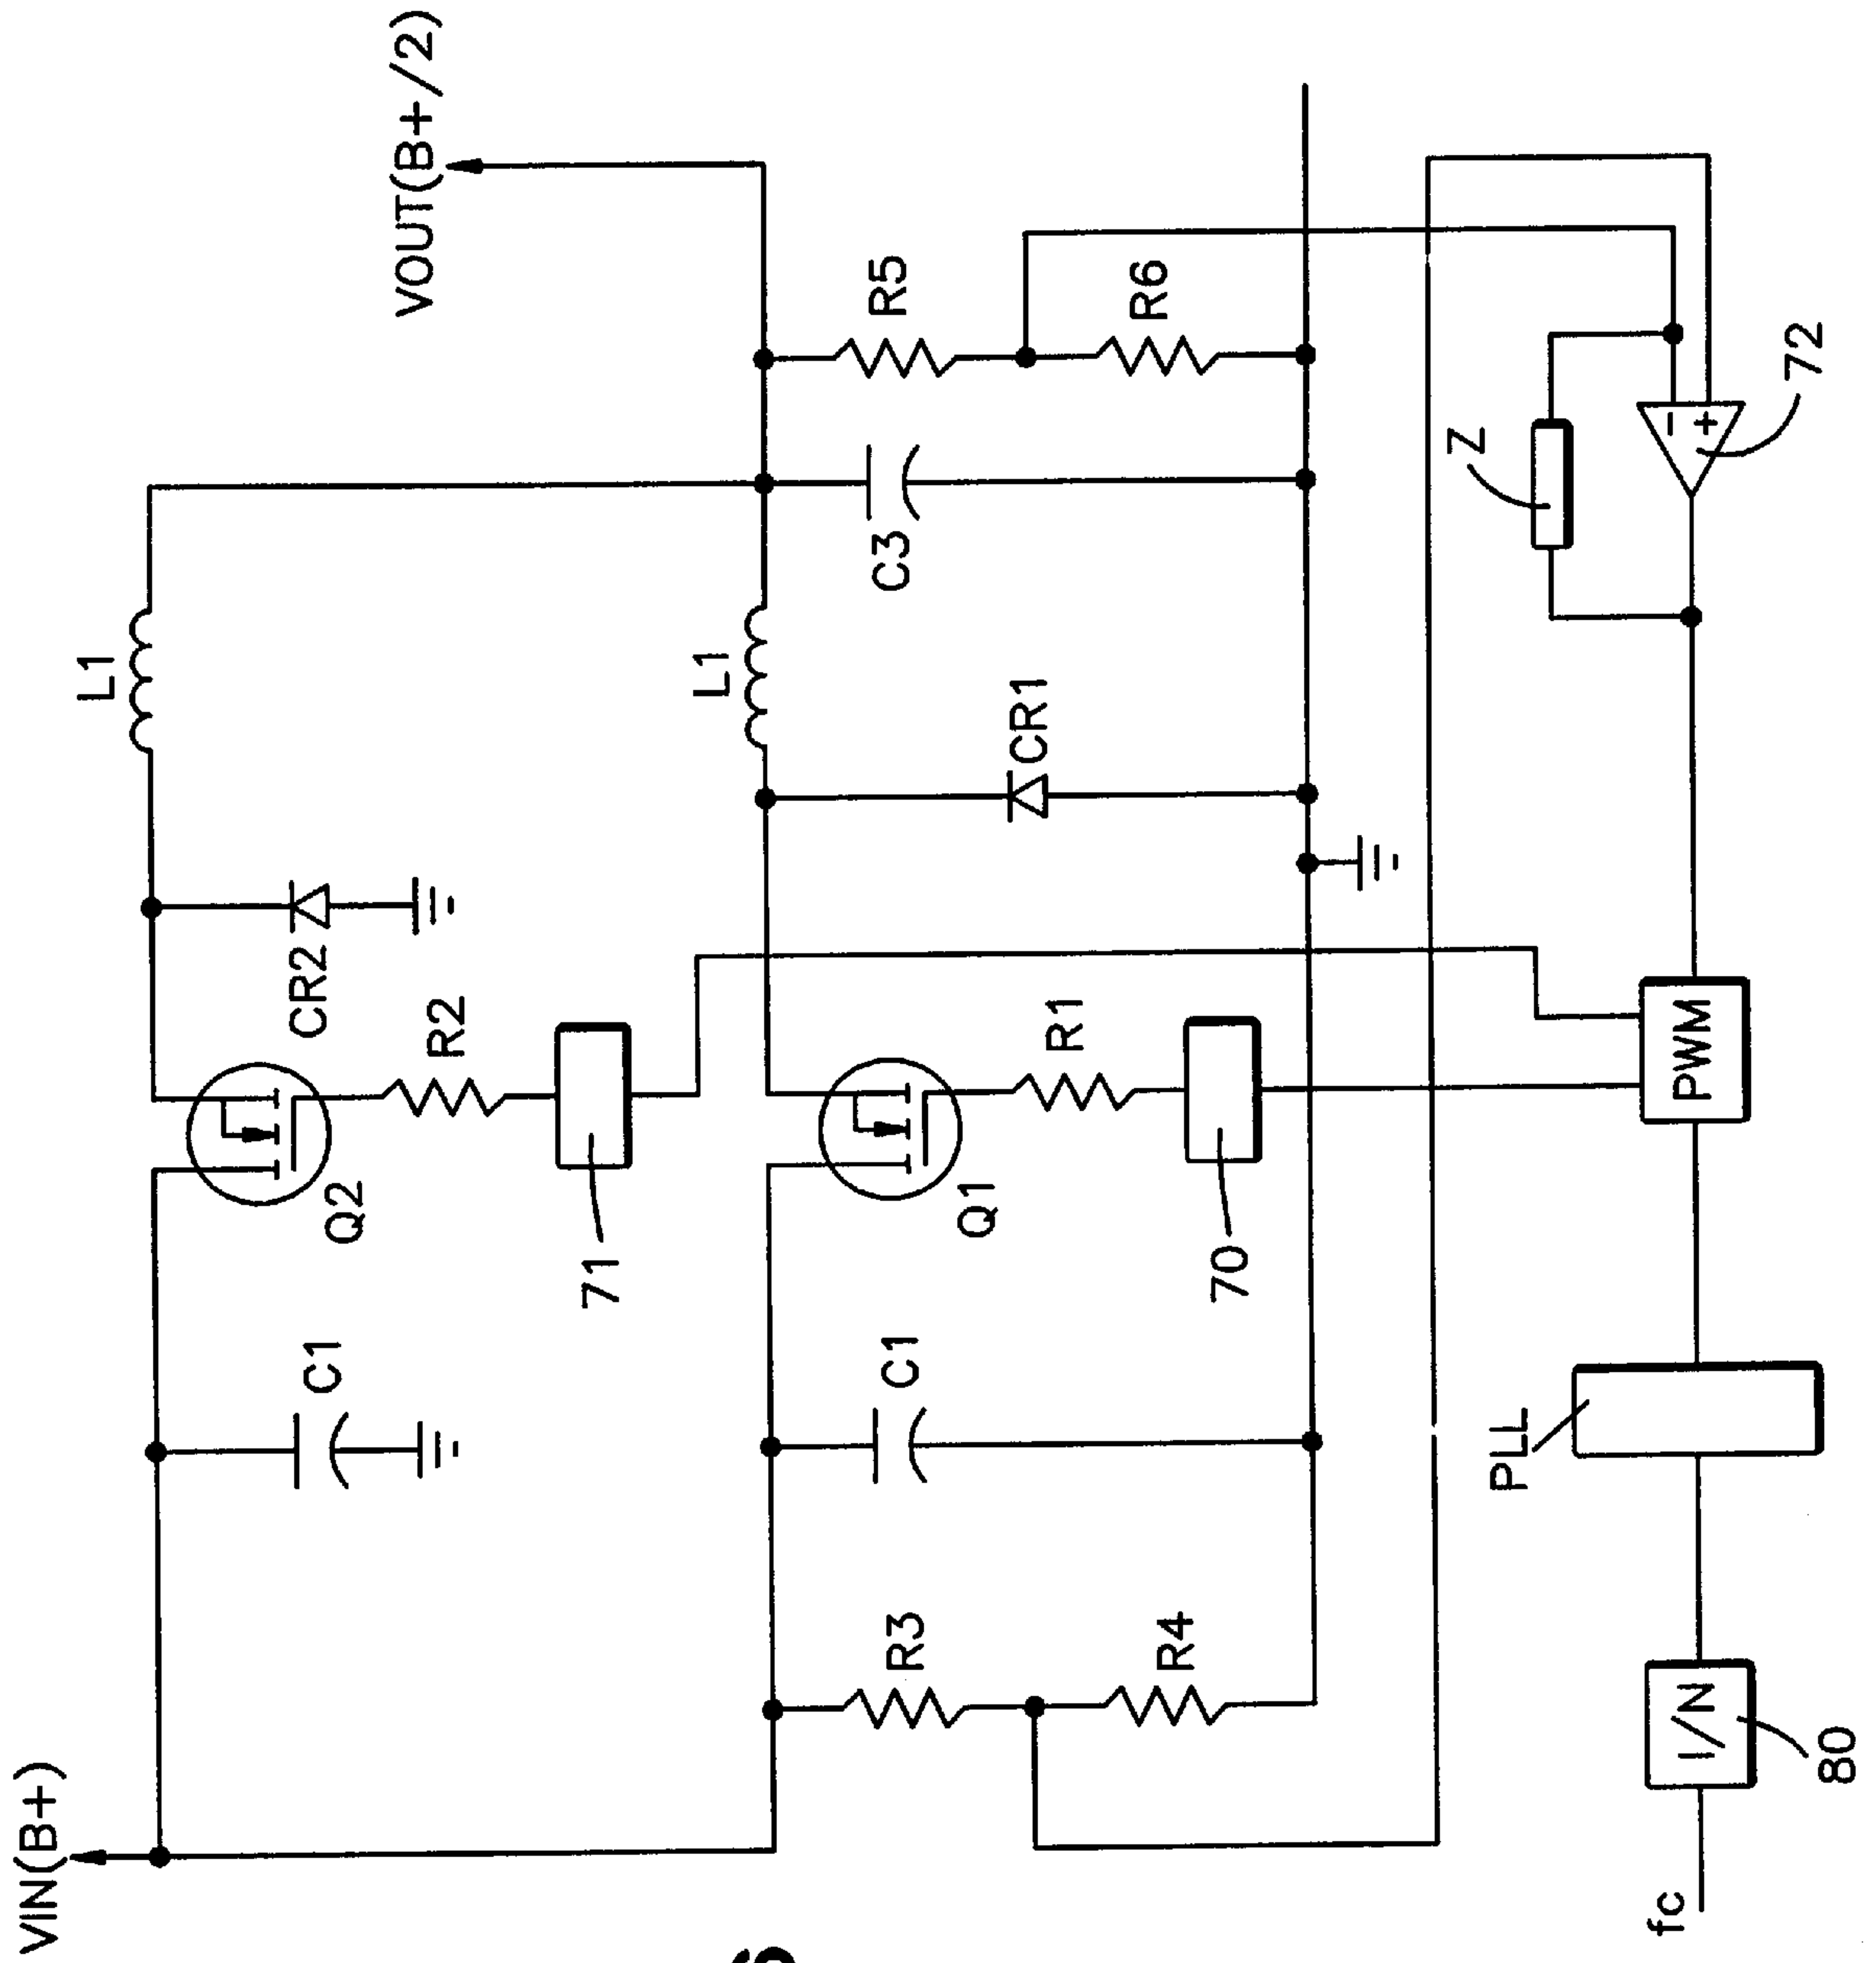 VIN(B+)
VOUT(B+/2)
L1
C1
CR2
Q2
R2
71
L1
C1
Q1
R1
70
CR1
C3
R3
R4
R5
R6
Z
72
PWM
PLL
I/N
80
fc